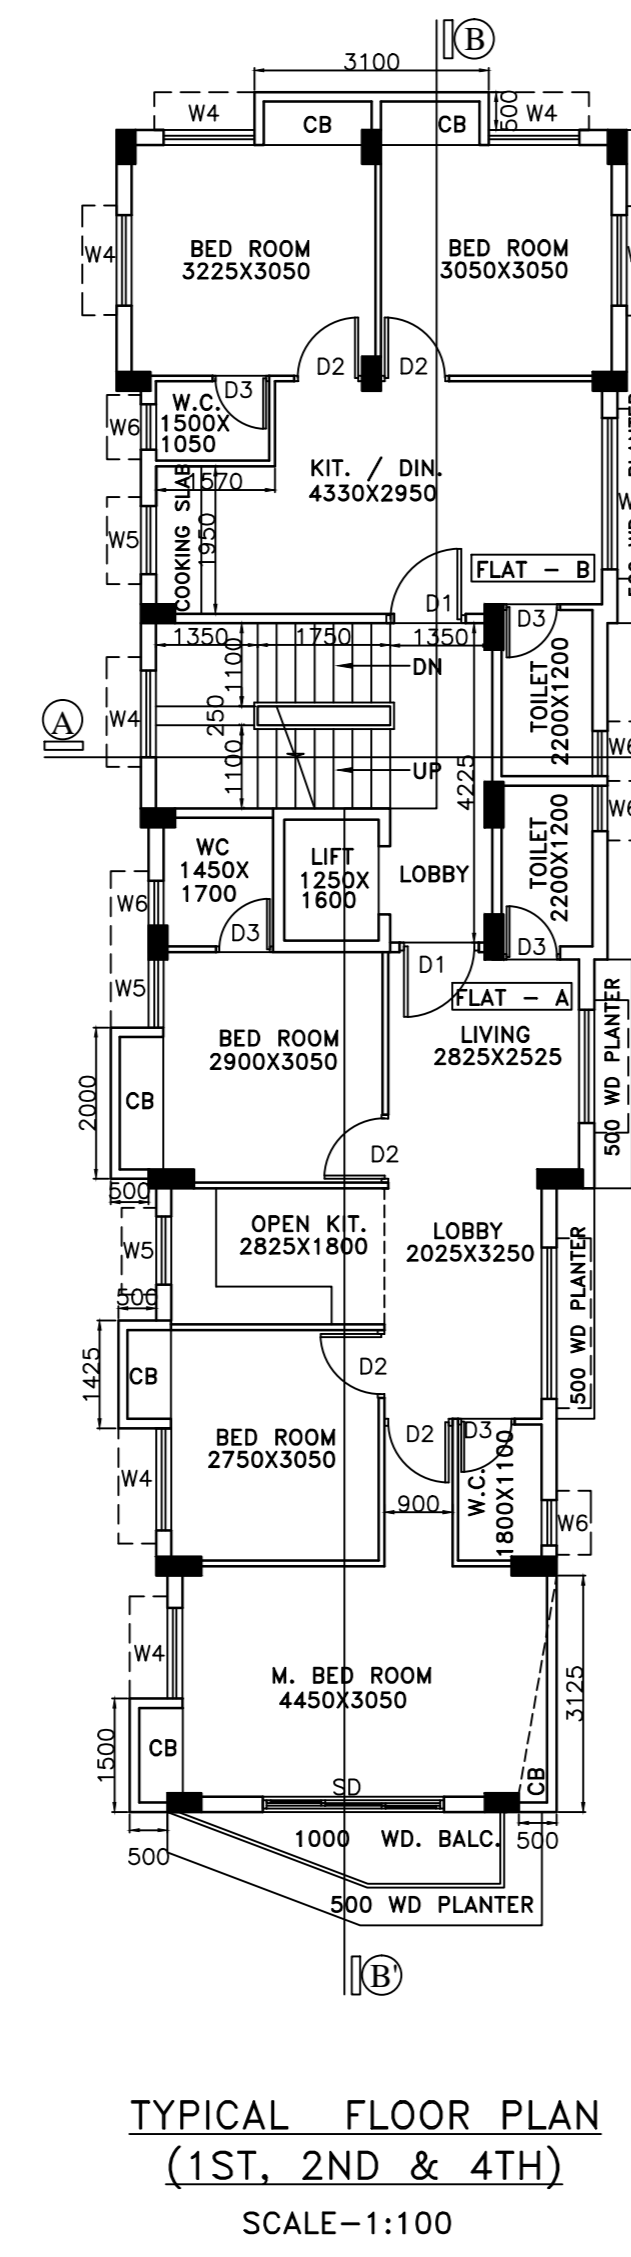 B
3100
W4
CB
CB
500
W4
W4
BED ROOM
3225X3050
BED ROOM
3050X3050
D2
D2
D3
W.C.
1500X
1050
W6
KIT. / DIN.
4330X2950
1570
COOKING SLAB
1950
W5
FLAT - B
D1
D3
1350
1750
1350
1100
DN
TOILET
2200X1200
A
W4
250
W6
1100
UP
4225
W6
WC
1450X
1700
LIFT
1250X
1600
LOBBY
TOILET
2200X1200
W6
D3
D1
D3
W5
FLAT - A
BED ROOM
2900X3050
LIVING
2825X2525
500 WD PLANTER
2000
CB
D2
500
OPEN KIT.
2825X1800
LOBBY
2025X3250
W5
500 WD PLANTER
500
1425
CB
D2
BED ROOM
2750X3050
D2
D3
W4
W.C.
1800X1100
900
W6
W4
M. BED ROOM
4450X3050
3125
1500
CB
SD
CB
1000 WD. BALC.
500
500
500 WD PLANTER
B'
TYPICAL FLOOR PLAN
(1ST, 2ND & 4TH)
SCALE-1:100